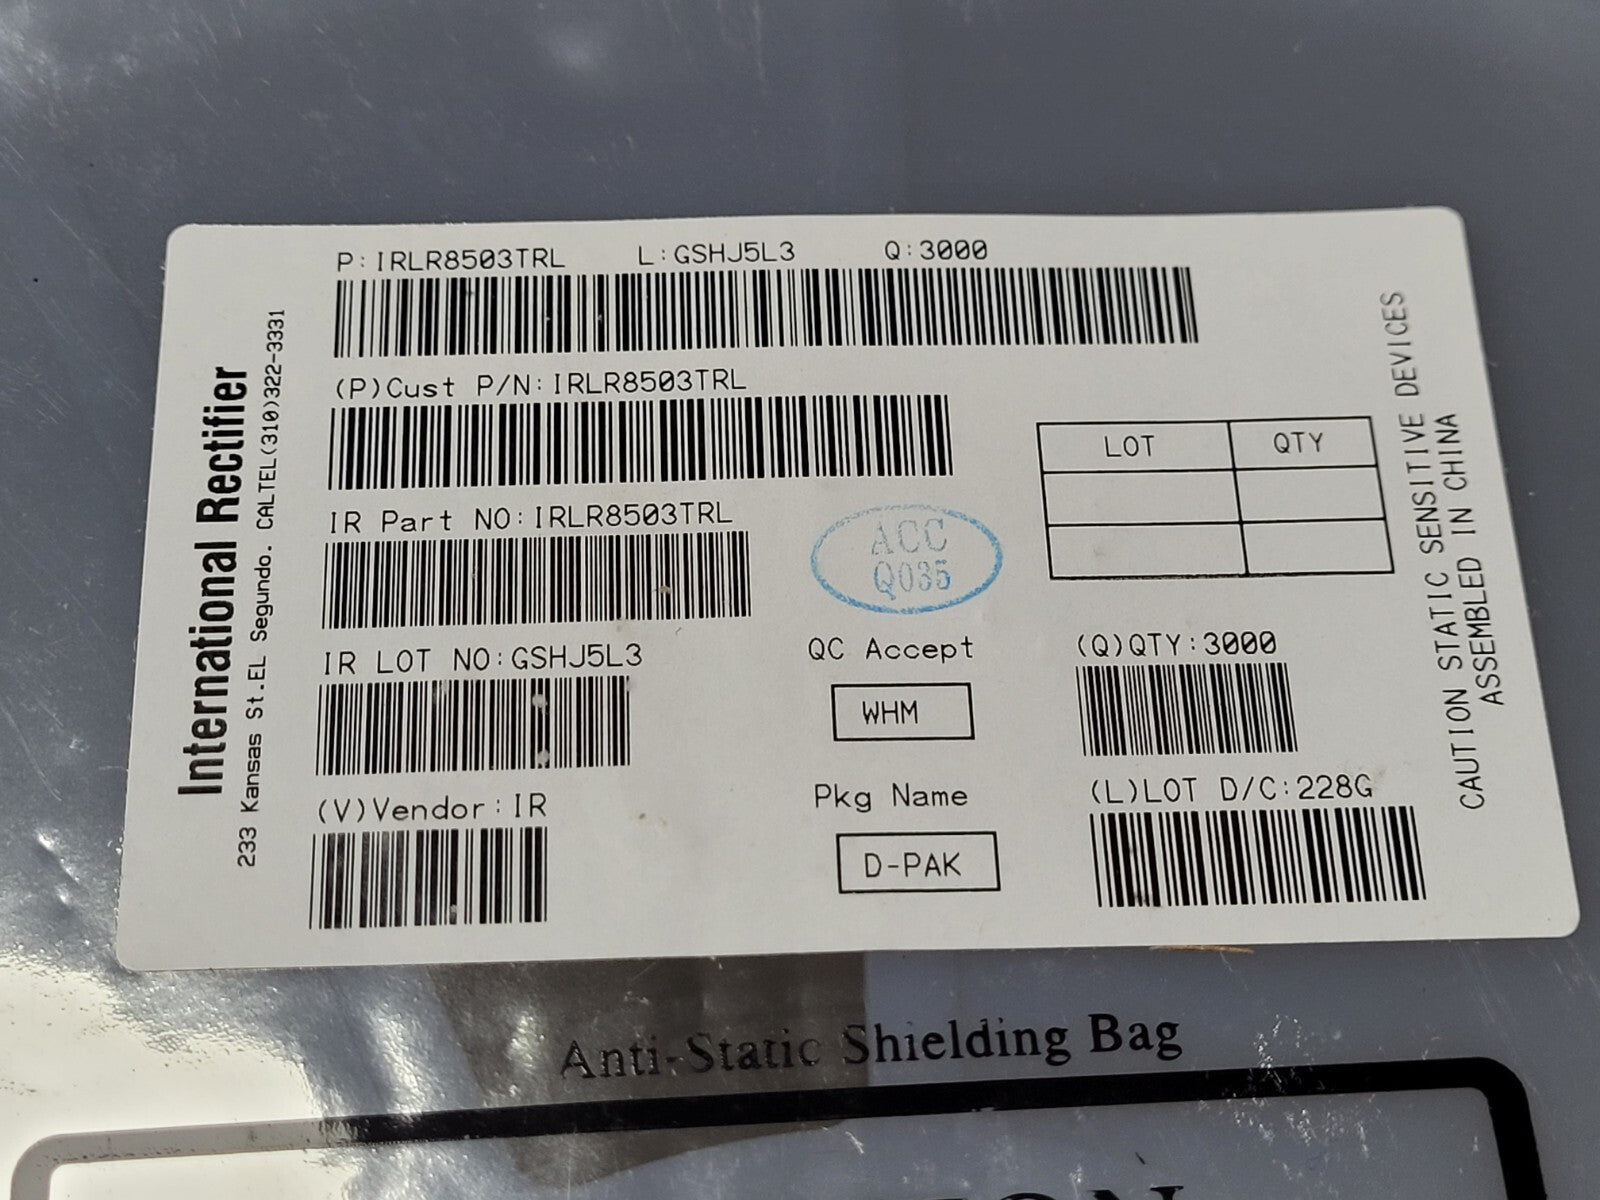 P:IRLR8503TRL L:GSHJ5L3 Q:3000
(P)Cust P/N:IRLR8503TRL
IR Part NO:IRLR8503TRL
IR LOT NO:GSHJ5L3
(V)Vendor:IR
International Rectifier
233 Kansas St.EL Segundo. CALTEL(310)322-3331
ACC
Q035
QC Accept
WHM
Pkg Name
D-PAK
LOT QTY
(Q)QTY:3000
(L)LOT D/C:228G
CAUTION STATIC SENSITIVE DEVICES
ASSEMBLED IN CHINA
Anti-Static Shielding Bag